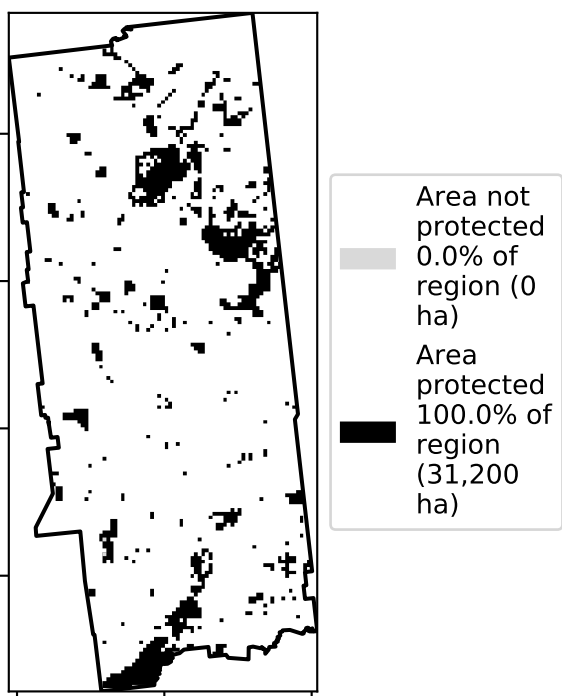 Area not
protected
0.0% of
region (0
ha)
Area
protected
100.0% of
region
(31,200
ha)